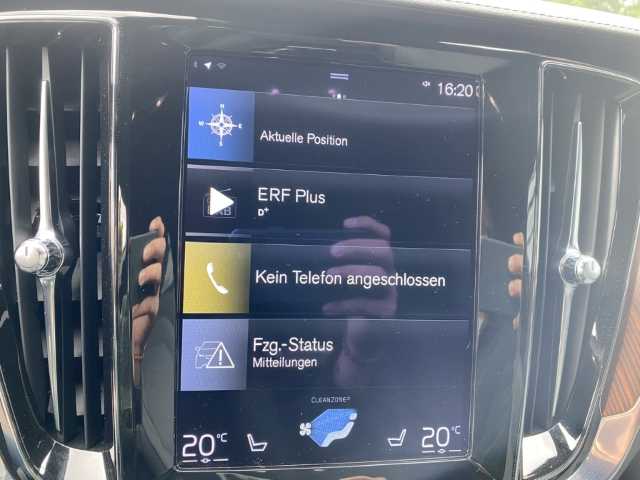 16:20
N
W E
S
Aktuelle Position
ERF Plus
D+
Kein Telefon angeschlossen
Fzg.-Status
Mitteilungen
CLEANZONE
20°C
20°C